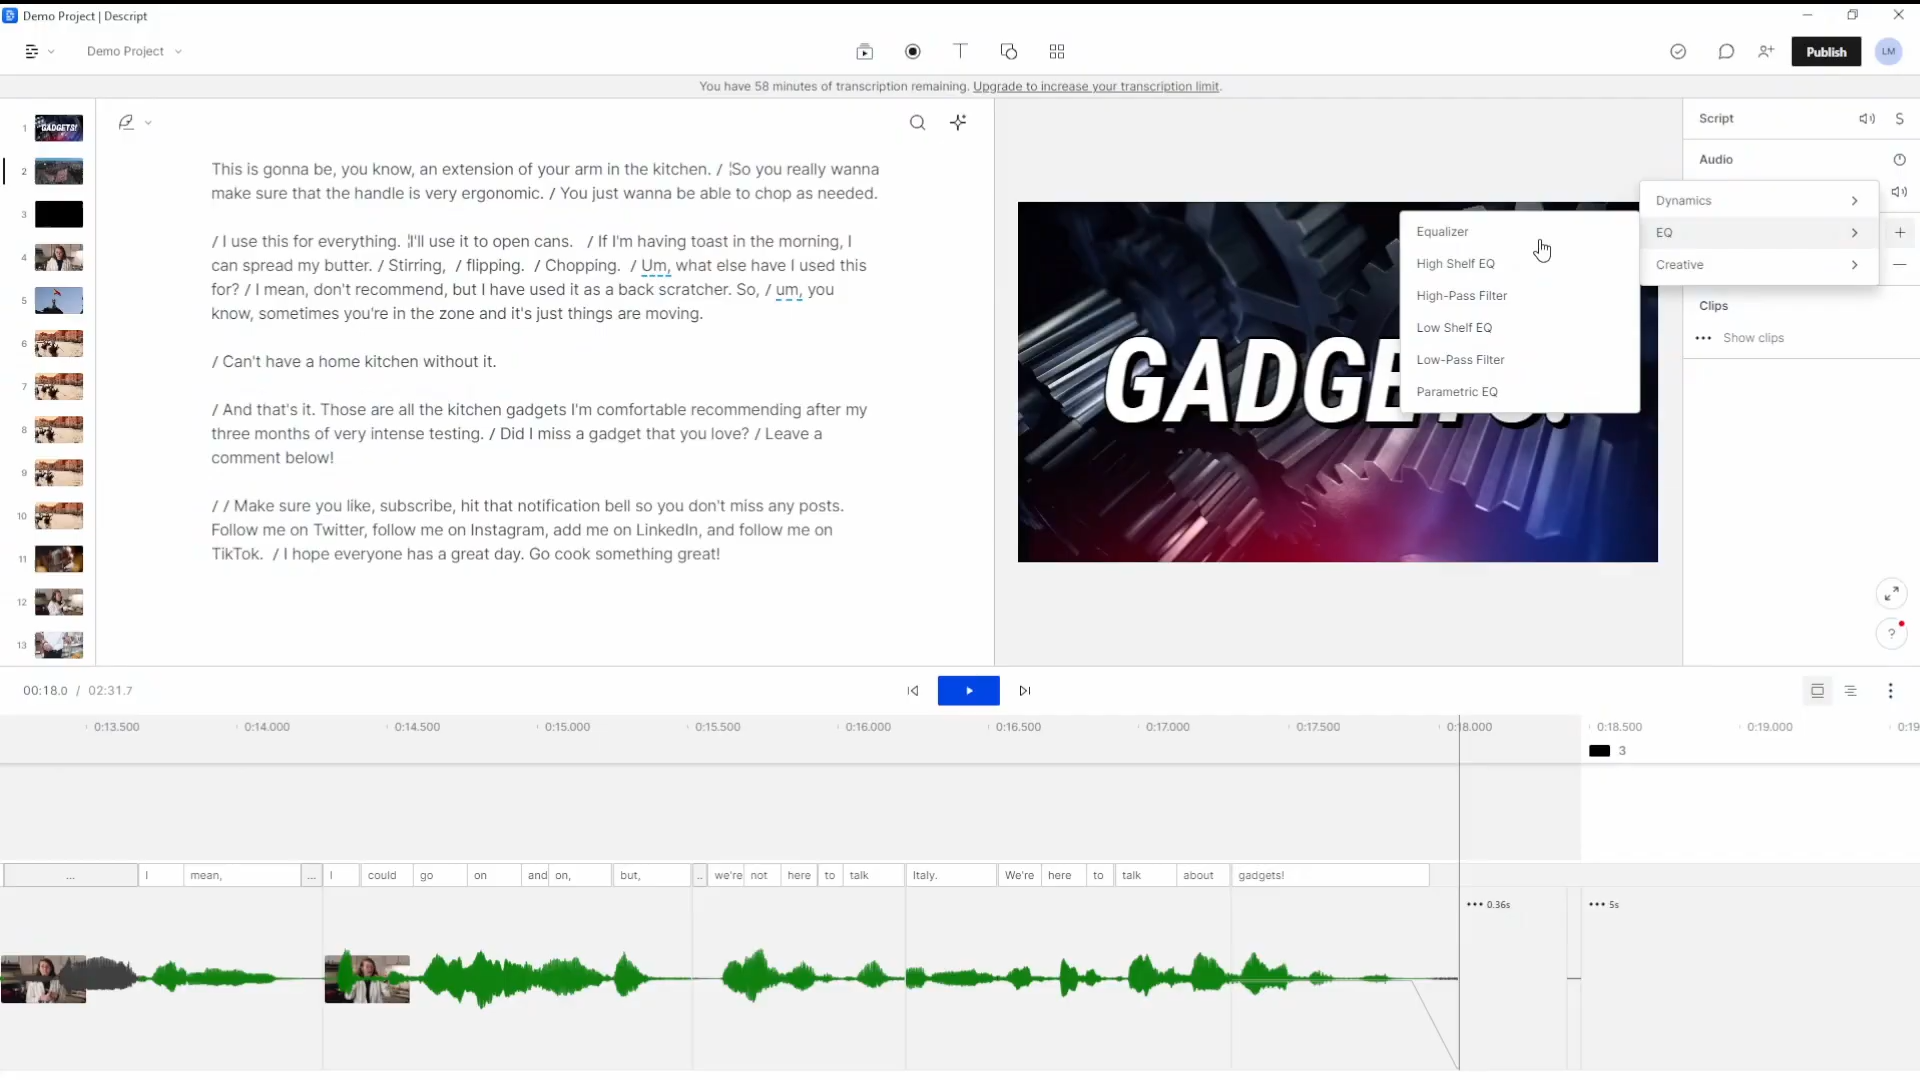 Demo Project | Descript
Demo Project
Publish
LM
You have 58 minutes of transcription remaining. Upgrade to increase your transcription limit.
1
GADGETS!
2
3
4
5
6
7
8
9
10
11
12
13
This is gonna be, you know, an extension of your arm in the kitchen. / So you really wanna
make sure that the handle is very ergonomic. / You just wanna be able to chop as needed.
/ I use this for everything. I'll use it to open cans. / If I'm having toast in the morning, I
can spread my butter. / Stirring, / flipping. / Chopping. / Um, what else have I used this
for? / I mean, don't recommend, but I have used it as a back scratcher. So, / um, you
know, sometimes you're in the zone and it's just things are moving.
/ Can't have a home kitchen without it.
/ And that's it. Those are all the kitchen gadgets I'm comfortable recommending after my
three months of very intense testing. / Did I miss a gadget that you love? / Leave a
comment below!
/ / Make sure you like, subscribe, hit that notification bell so you don't miss any posts.
Follow me on Twitter, follow me on Instagram, add me on LinkedIn, and follow me on
TikTok. / I hope everyone has a great day. Go cook something great!
GADGETS!
Equalizer
High Shelf EQ
High-Pass Filter
Low Shelf EQ
Low-Pass Filter
Parametric EQ
Script
S
Audio
Dynamics
EQ
Creative
Clips
Show clips
?
00:18.0 / 02:31.7
0:13.500 0:14.000 0:14.500 0:15.000 0:15.500 0:16.000 0:16.500 0:17.000 0:17.500 0:18.000 0:18.500 0:19.000 0:19
3
... I mean, ... I could go on and on, but, .. we're not here to talk Italy. We're here to talk about gadgets!
0.36s
5s